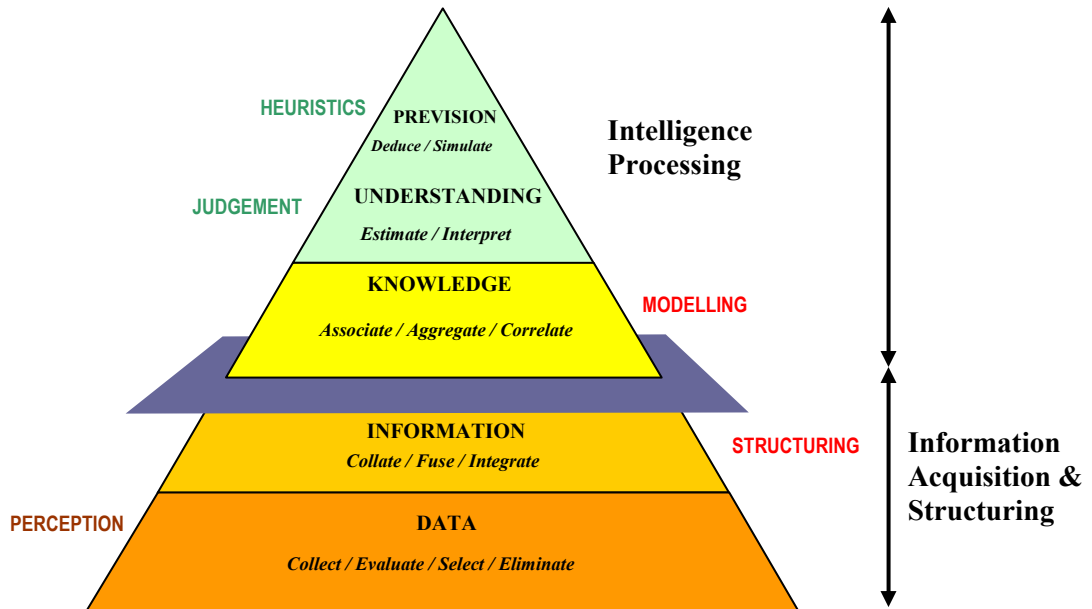 HEURISTICS
PREVISION
Deduce / Simulate
Intelligence
Processing
JUDGEMENT
UNDERSTANDING
Estimate / Interpret
KNOWLEDGE
MODELLING
Associate / Aggregate / Correlate
INFORMATION
Collate / Fuse / Integrate
STRUCTURING
Information
Acquisition &
Structuring
PERCEPTION
DATA
Collect / Evaluate / Select / Eliminate